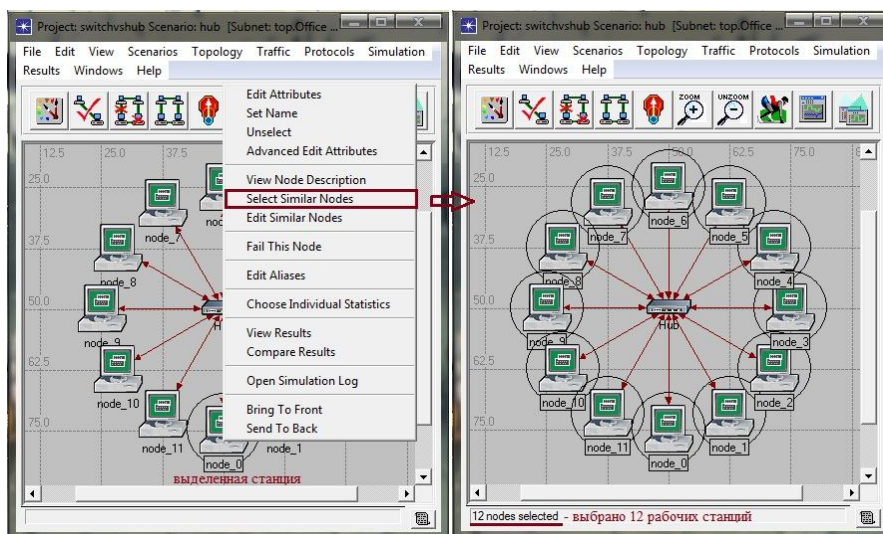 Project: switchvshub Scenario: hub [Subnet: top.Office ...
File Edit View Scenarios Topology Traffic Protocols Simulation
Results Windows Help
12.5 25.0 37.5
25.0
37.5
50.0
62.5
75.0
node_7
node_8
node_9
node_10
node_11
node_0
node_1
выделенная станция
Edit Attributes
Set Name
Unselect
Advanced Edit Attributes
View Node Description
Select Similar Nodes
Edit Similar Nodes
Fail This Node
Edit Aliases
Choose Individual Statistics
View Results
Compare Results
Open Simulation Log
Bring To Front
Send To Back
Project: switchvshub Scenario: hub [Subnet: top.Office ...
File Edit View Scenarios Topology Traffic Protocols Simulation
Results Windows Help
ZOOM UNZOOM
12.5 25.0 37.5 50.0 62.5 75.0
25.0
37.5
50.0
62.5
75.0
node_6
node_7
node_5
node_8
node_4
Hub
node_9
node_3
node_10
node_2
node_11
node_1
node_0
12 nodes selected - выбрано 12 рабочих станций